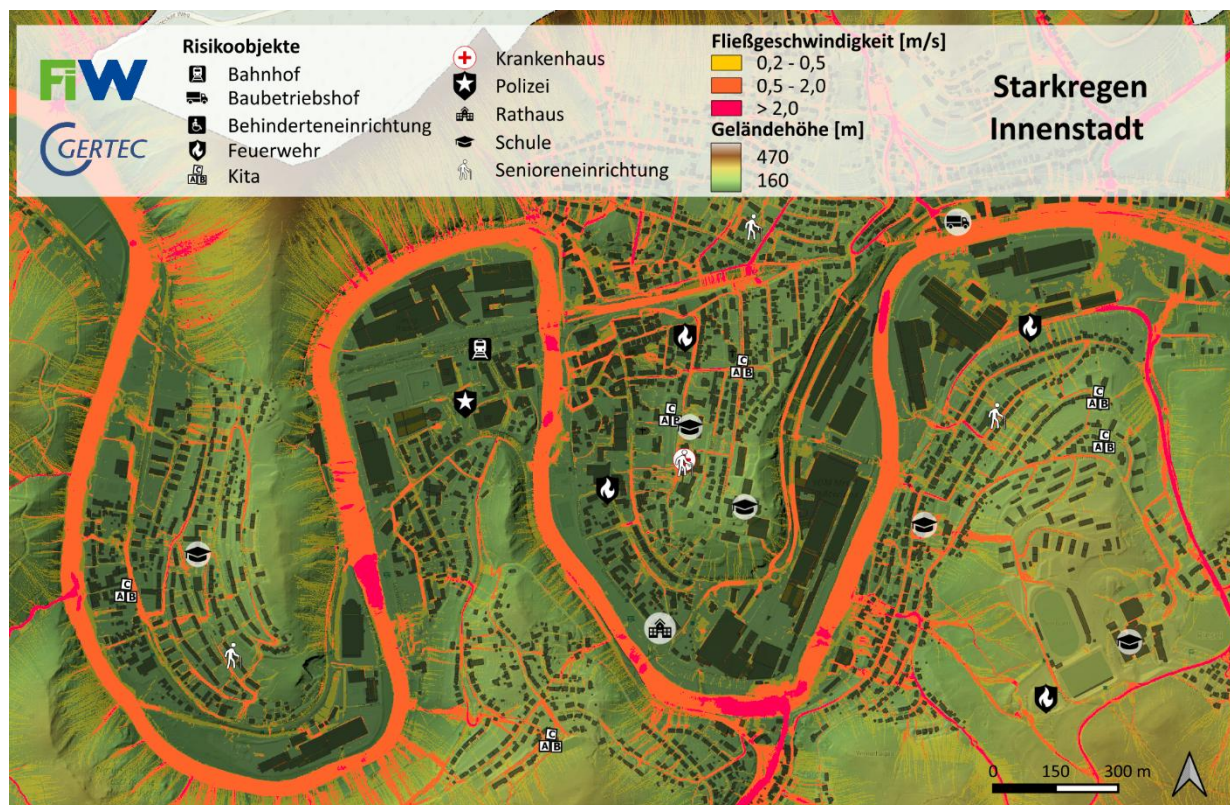 FiW
GERTEC
Risikoobjekte
Bahnhof
Baubetriebshof
Behinderteneinrichtung
Feuerwehr
Kita
Krankenhaus
Polizei
Rathaus
Schule
Senioreneinrichtung
Fließgeschwindigkeit [m/s]
0,2 - 0,5
0,5 - 2,0
> 2,0
Geländehöhe [m]
470
160
Starkregen
Innenstadt
0 150 300 m